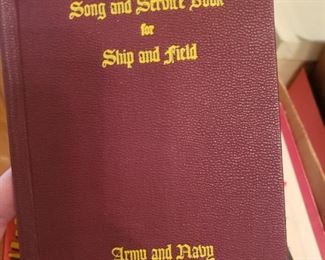 Song and Service Book
for
Ship and Field
Army and Navy